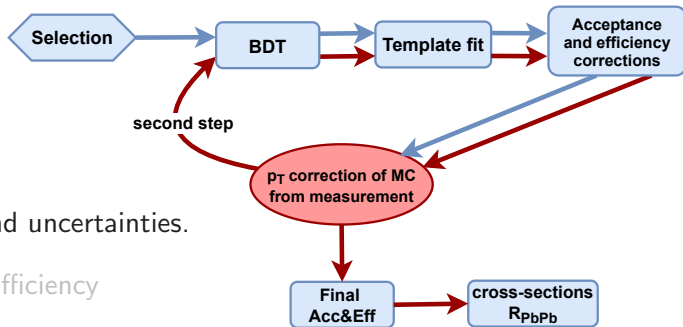 Selection
BDT
Template fit
Acceptance
and efficiency
corrections
second step
pT correction of MC
from measurement
nd uncertainties.
fficiency
Final
Acc&Eff
cross-sections
RPbPb